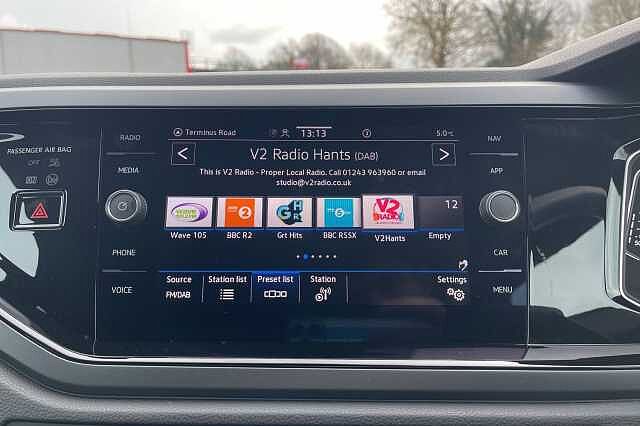 Terminus Road
13:13
5.0°C
RADIO
NAV
PASSENGER AIR BAG
OFF
< V2 Radio Hants (DAB) >
This is V2 Radio - Proper Local Radio. Call 01243 963960 or email
studio@v2radio.co.uk
MEDIA
APP
2
V2
RADIO
12
Wave 105
BBC R2
Grt Hits
BBC R5SX
V2Hants
Empty
PHONE
CAR
Source
Station list
Preset list
Station
Settings
FM/DAB
VOICE
MENU